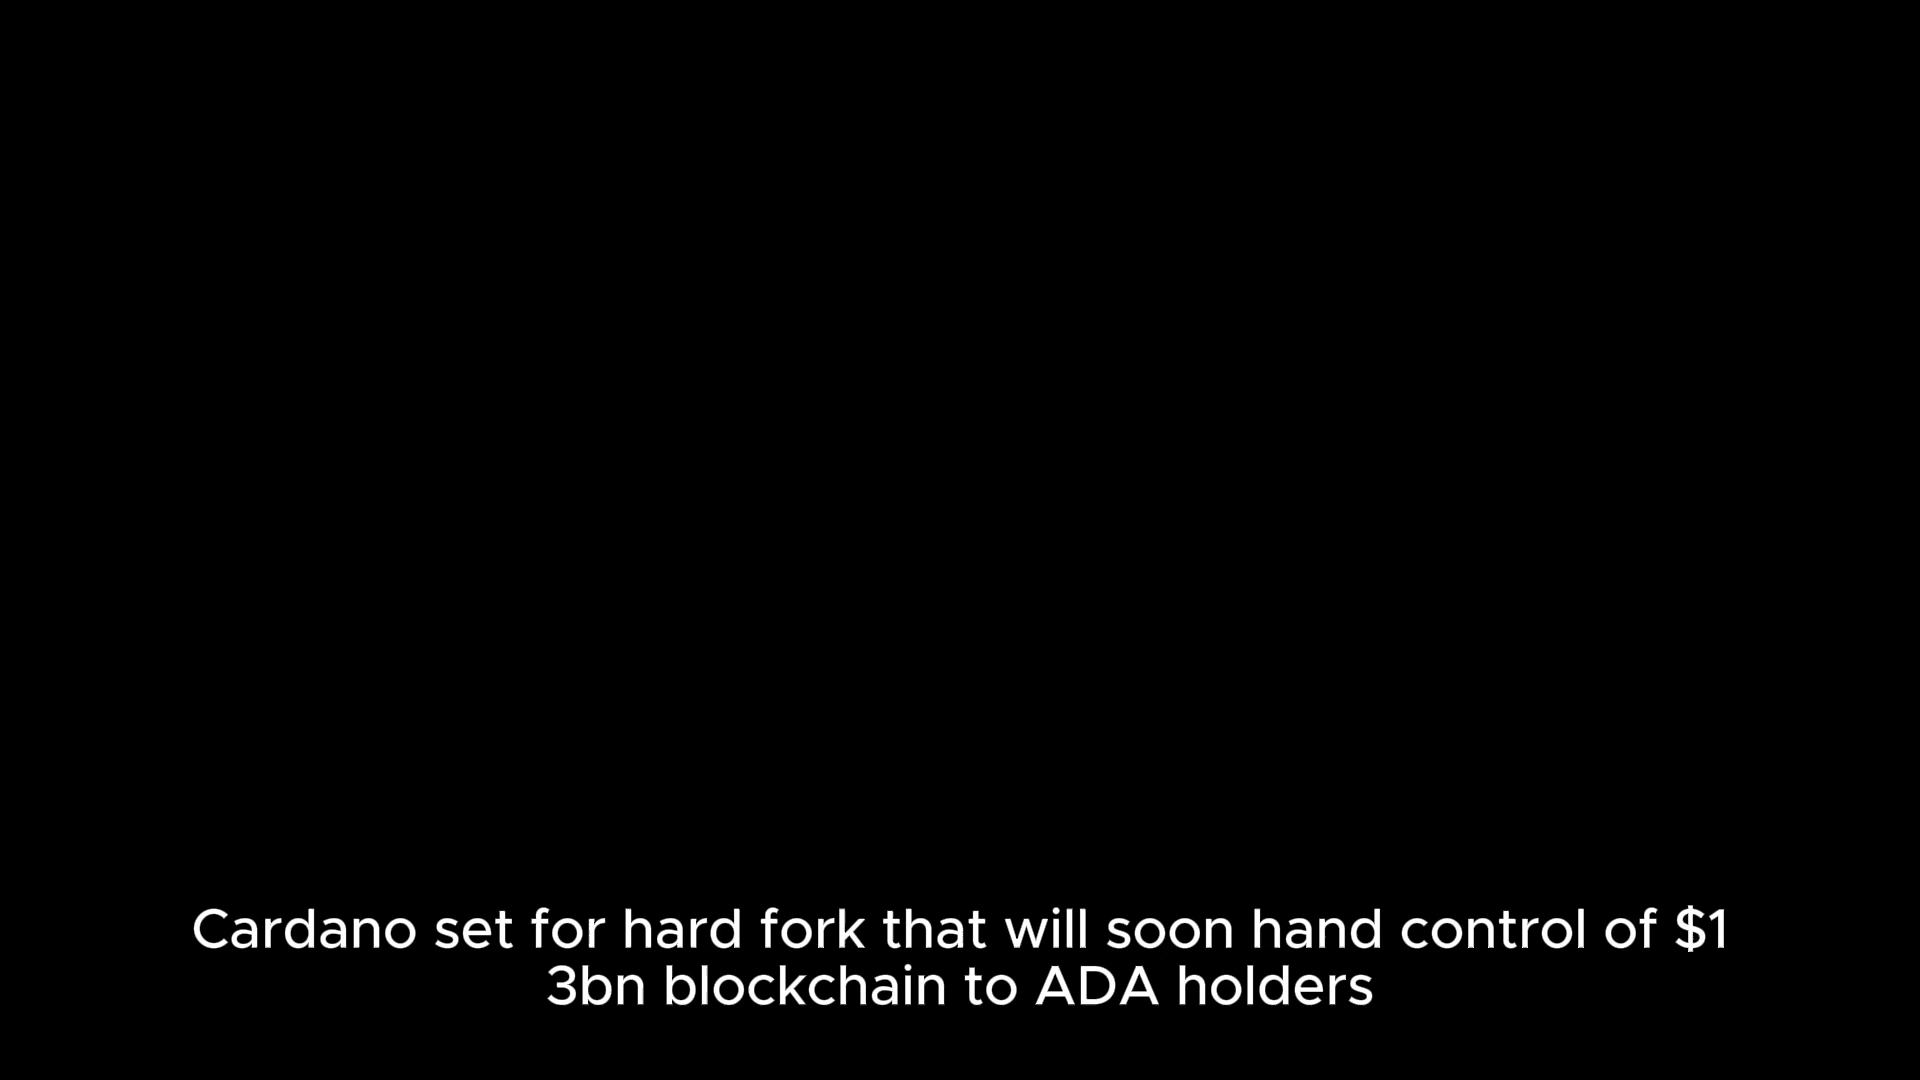 Cardano set for hard fork that will soon hand control of $1
3bn blockchain to ADA holders